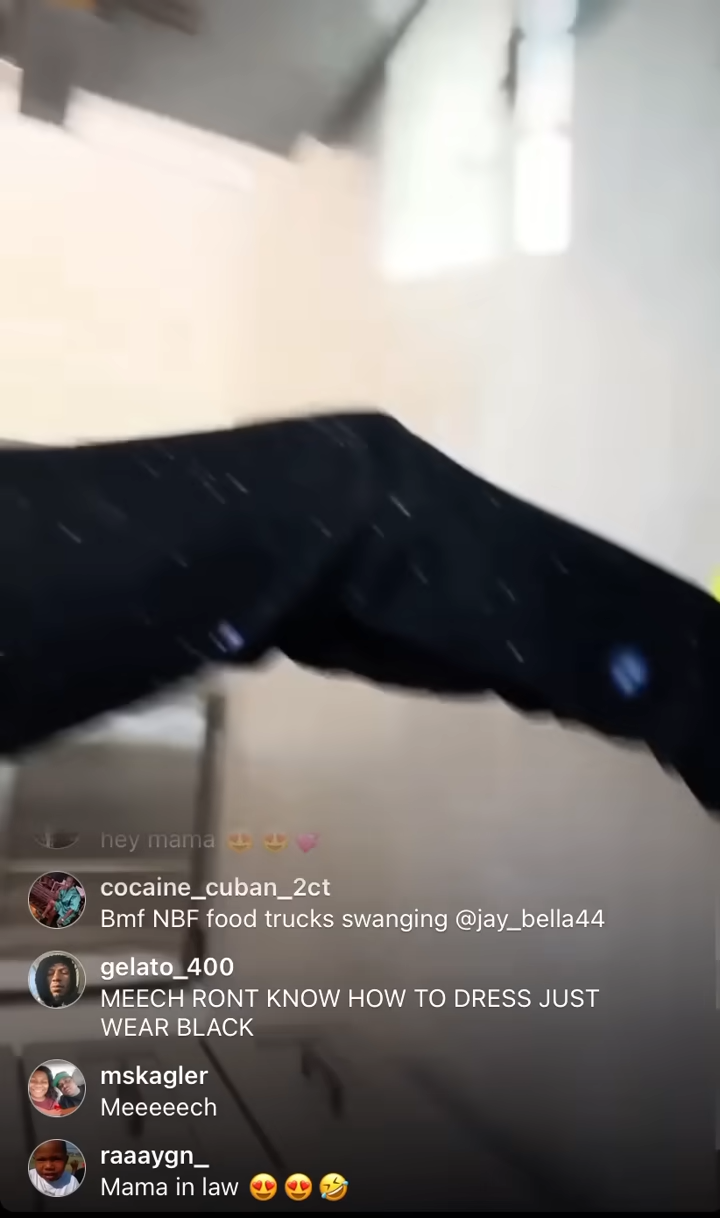 hey mama 😍 😍 💘
cocaine_cuban_2ct
Bmf NBF food trucks swanging @jay_bella44
gelato_400
MEECH RONT KNOW HOW TO DRESS JUST
WEAR BLACK
mskagler
Meeeeech
raaaygn_
Mama in law 😍 😍 🤣